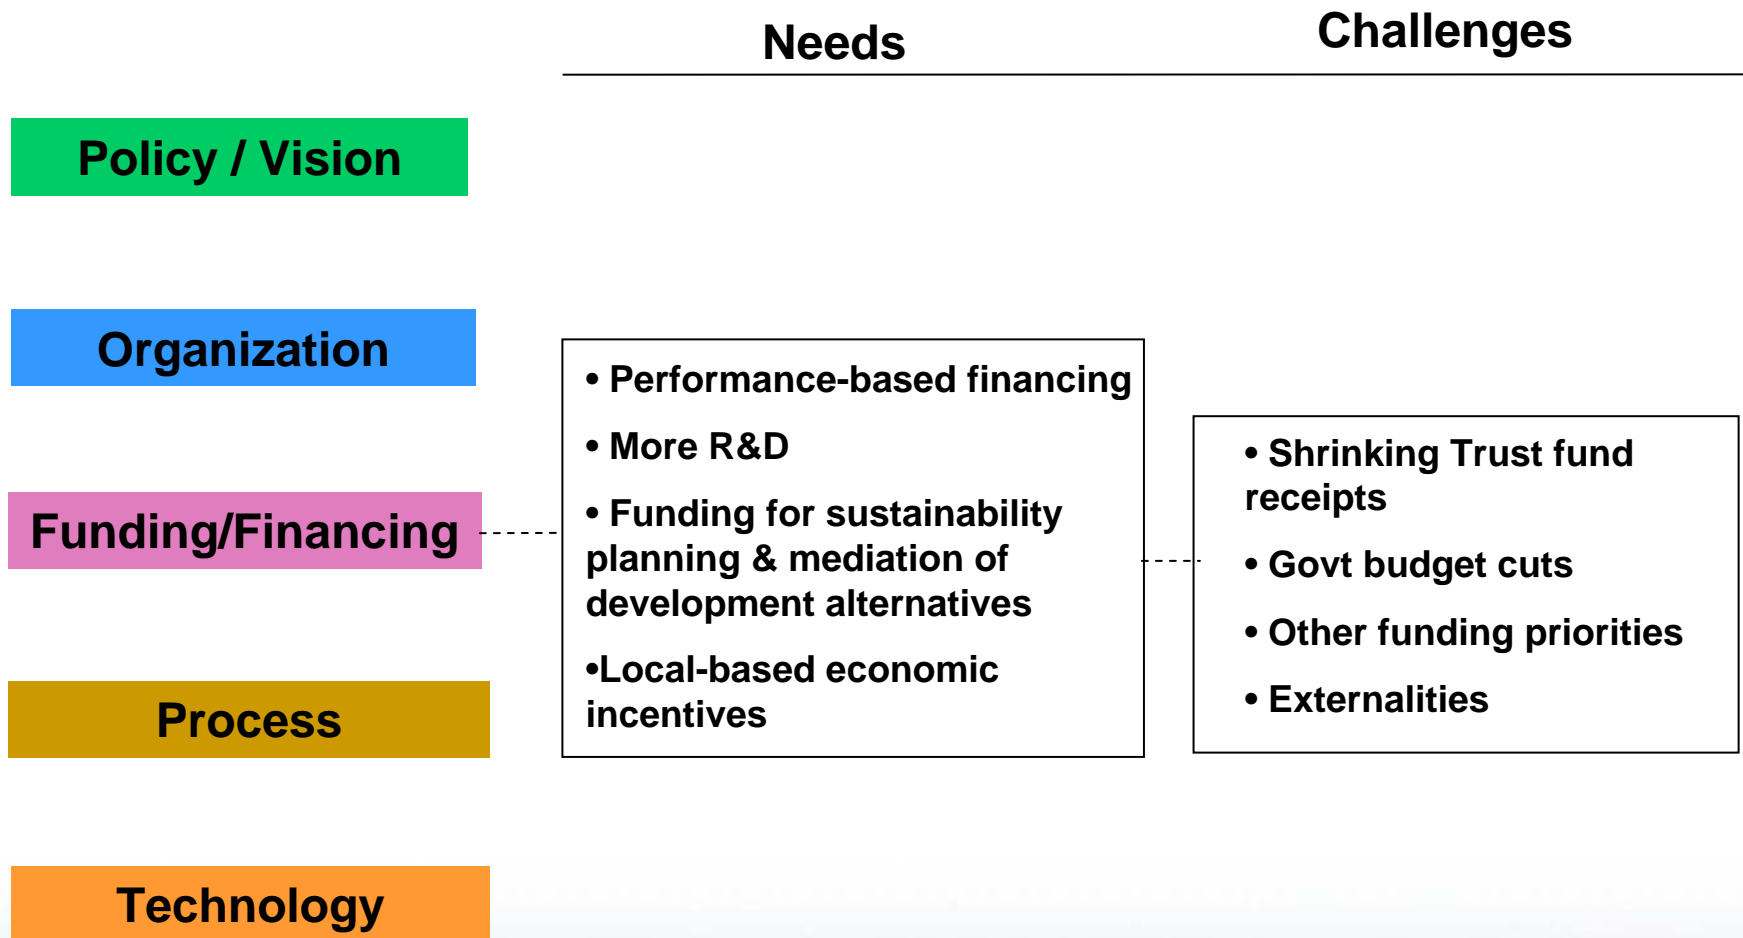 Needs
Challenges
Policy / Vision
Organization
Funding/Financing
Process
Technology
• Performance-based financing
• More R&D
• Funding for sustainability
planning & mediation of
development alternatives
•Local-based economic
incentives
• Shrinking Trust fund
receipts
• Govt budget cuts
• Other funding priorities
• Externalities